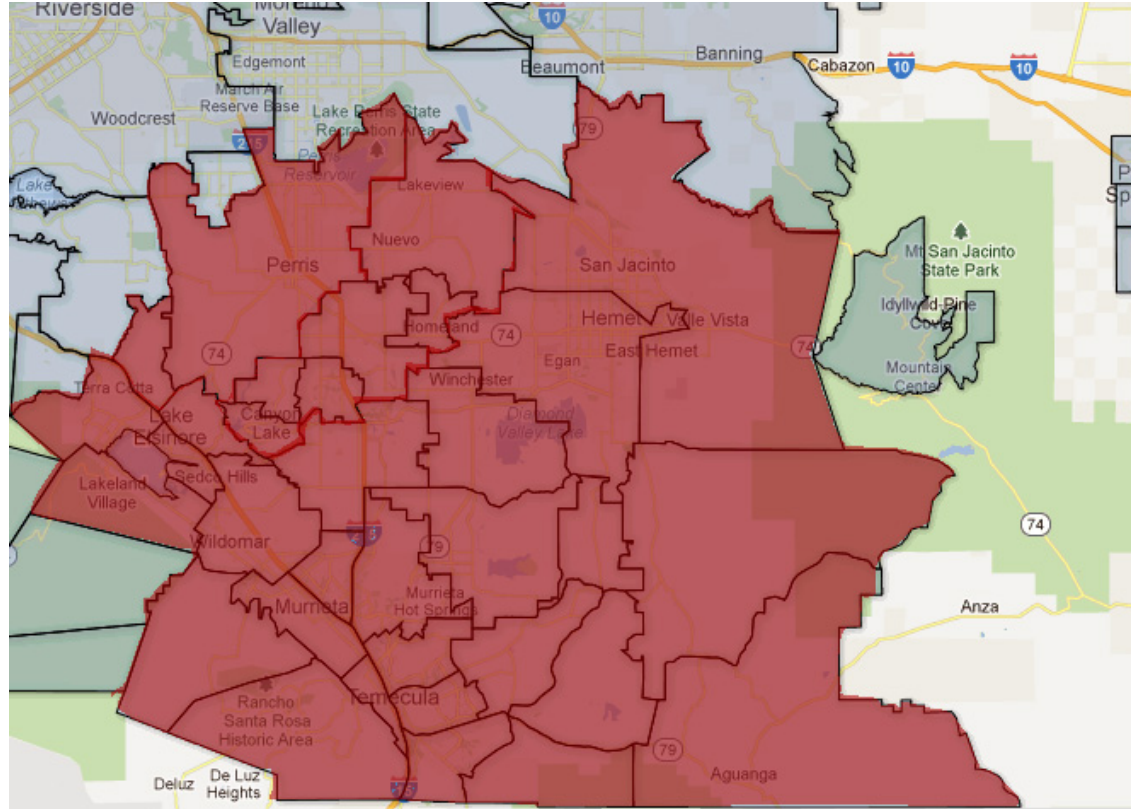 Riverside
Moreno
Valley
10
Banning
Edgemont
Beaumont
Cabazon
10
10
March Air
Reserve Base
Woodcrest
Lake Perris State
Recreation Area
79
215
Perris
Reservoir
Lake
Lakeview
Nuevo
Perris
San Jacinto
Mt San Jacinto
State Park
Idyllwild-Pine
Cove
Homeland
Hemet
Valle Vista
74
74
East Hemet
74
Egan
Mountain
Center
Winchester
Terra Cotta
Lake
Elsinore
Canyon
Lake
Diamond
Valley Lake
Sedco Hills
Lakeland
Village
Wildomar
79
74
Murrieta
Murrieta
Hot Springs
Anza
Temecula
Rancho
Santa Rosa
Historic Area
79
Aguanga
Deluz
De Luz
Heights